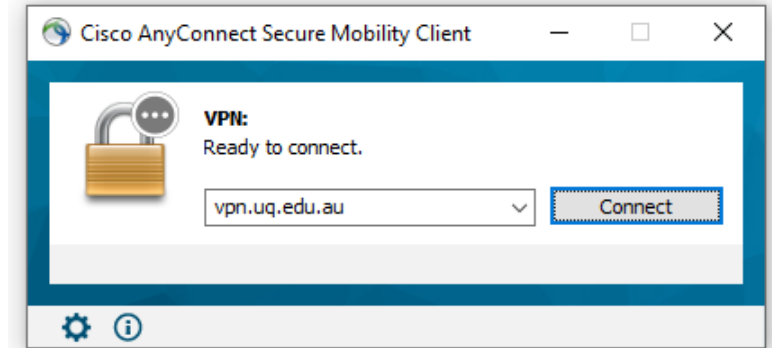 Cisco AnyConnect Secure Mobility Client
VPN:
Ready to connect.
vpn.uq.edu.au
Connect